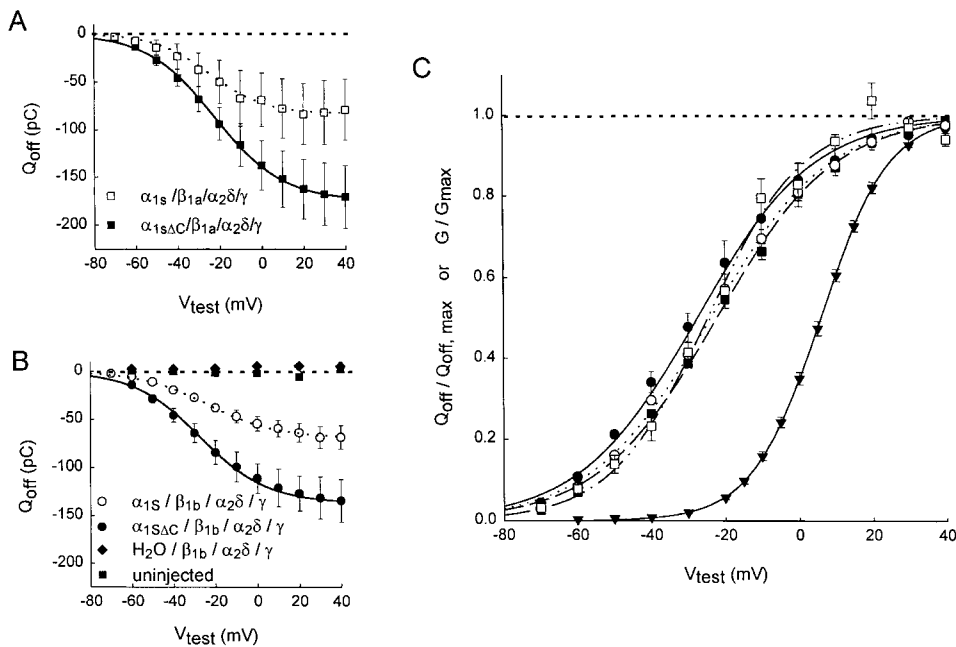 A
0
-50
-100
-150
-200
Qoff (pC)
α1s /β1a/α2δ/γ
α1sΔC/β1a/α2δ/γ
-80 -60 -40 -20 0 20 40
Vtest (mV)
B
0
-50
-100
-150
-200
Qoff (pC)
α1S / β1b / α2δ / γ
α1SΔC / β1b / α2δ / γ
H2O / β1b / α2δ / γ
uninjected
-80 -60 -40 -20 0 20 40
Vtest (mV)
C
1.0
0.8
0.6
0.4
0.2
0.0
Qoff / Qoff, max or G / Gmax
-80 -60 -40 -20 0 20 40
Vtest (mV)